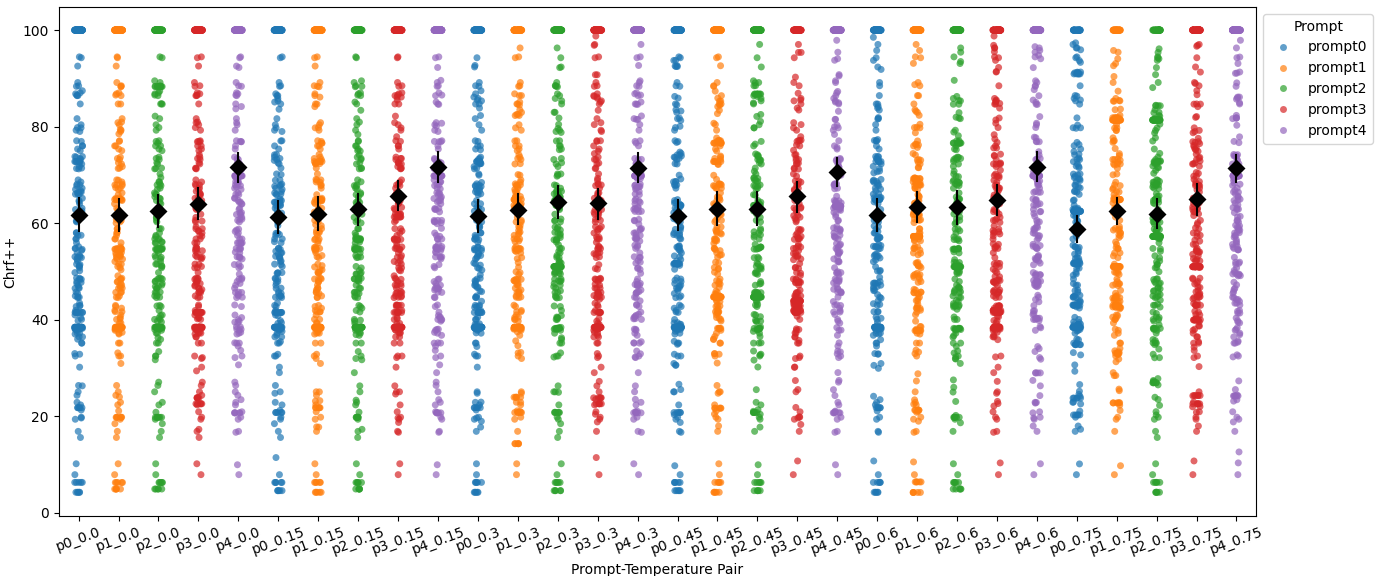 Chrf++
100
80
60
40
20
0
p0_0.0
p1_0.0
p2_0.0
p3_0.0
p4_0.0
p0_0.15
p1_0.15
p2_0.15
p3_0.15
p4_0.15
p0_0.3
p1_0.3
p2_0.3
p3_0.3
p4_0.3
p0_0.45
p1_0.45
p2_0.45
p3_0.45
p4_0.45
p0_0.6
p1_0.6
p2_0.6
p3_0.6
p4_0.6
p0_0.75
p1_0.75
p2_0.75
p3_0.75
p4_0.75
Prompt-Temperature Pair
Prompt
prompt0
prompt1
prompt2
prompt3
prompt4